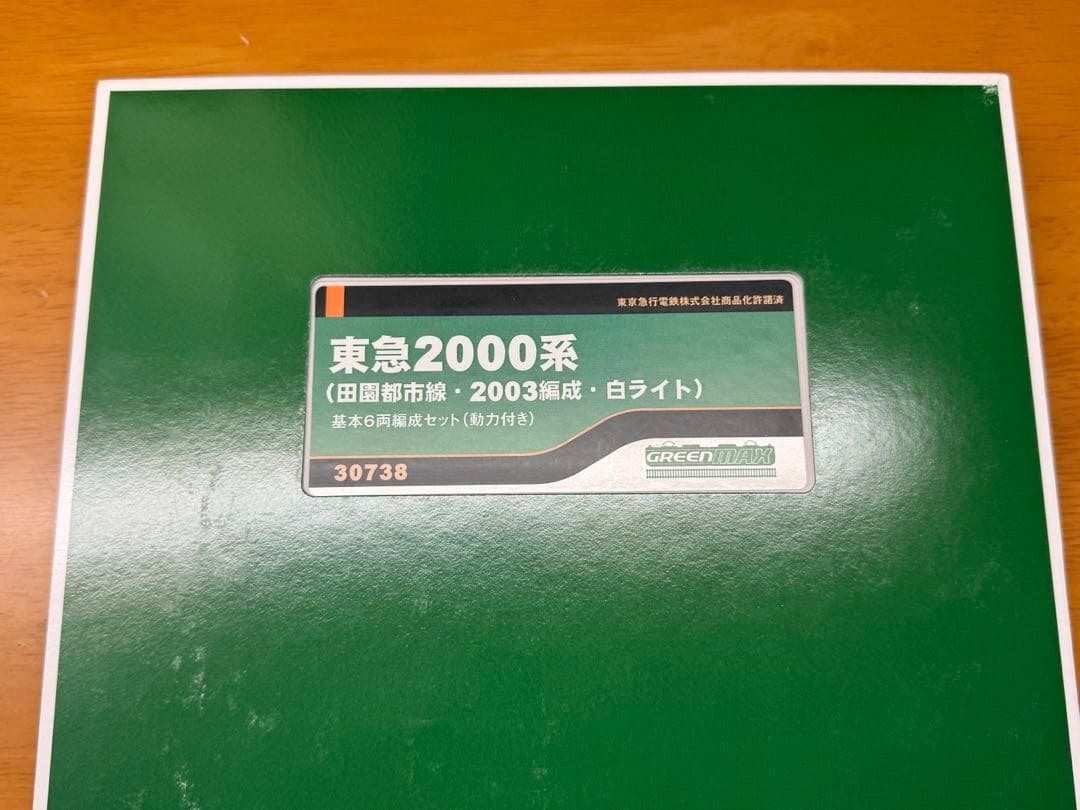 東京急行電鉄株式会社商品化許諾済
東急2000系
(田園都市線・2003編成・白ライト)
基本6両編成セット(動力付き)
30738
GREENMAX